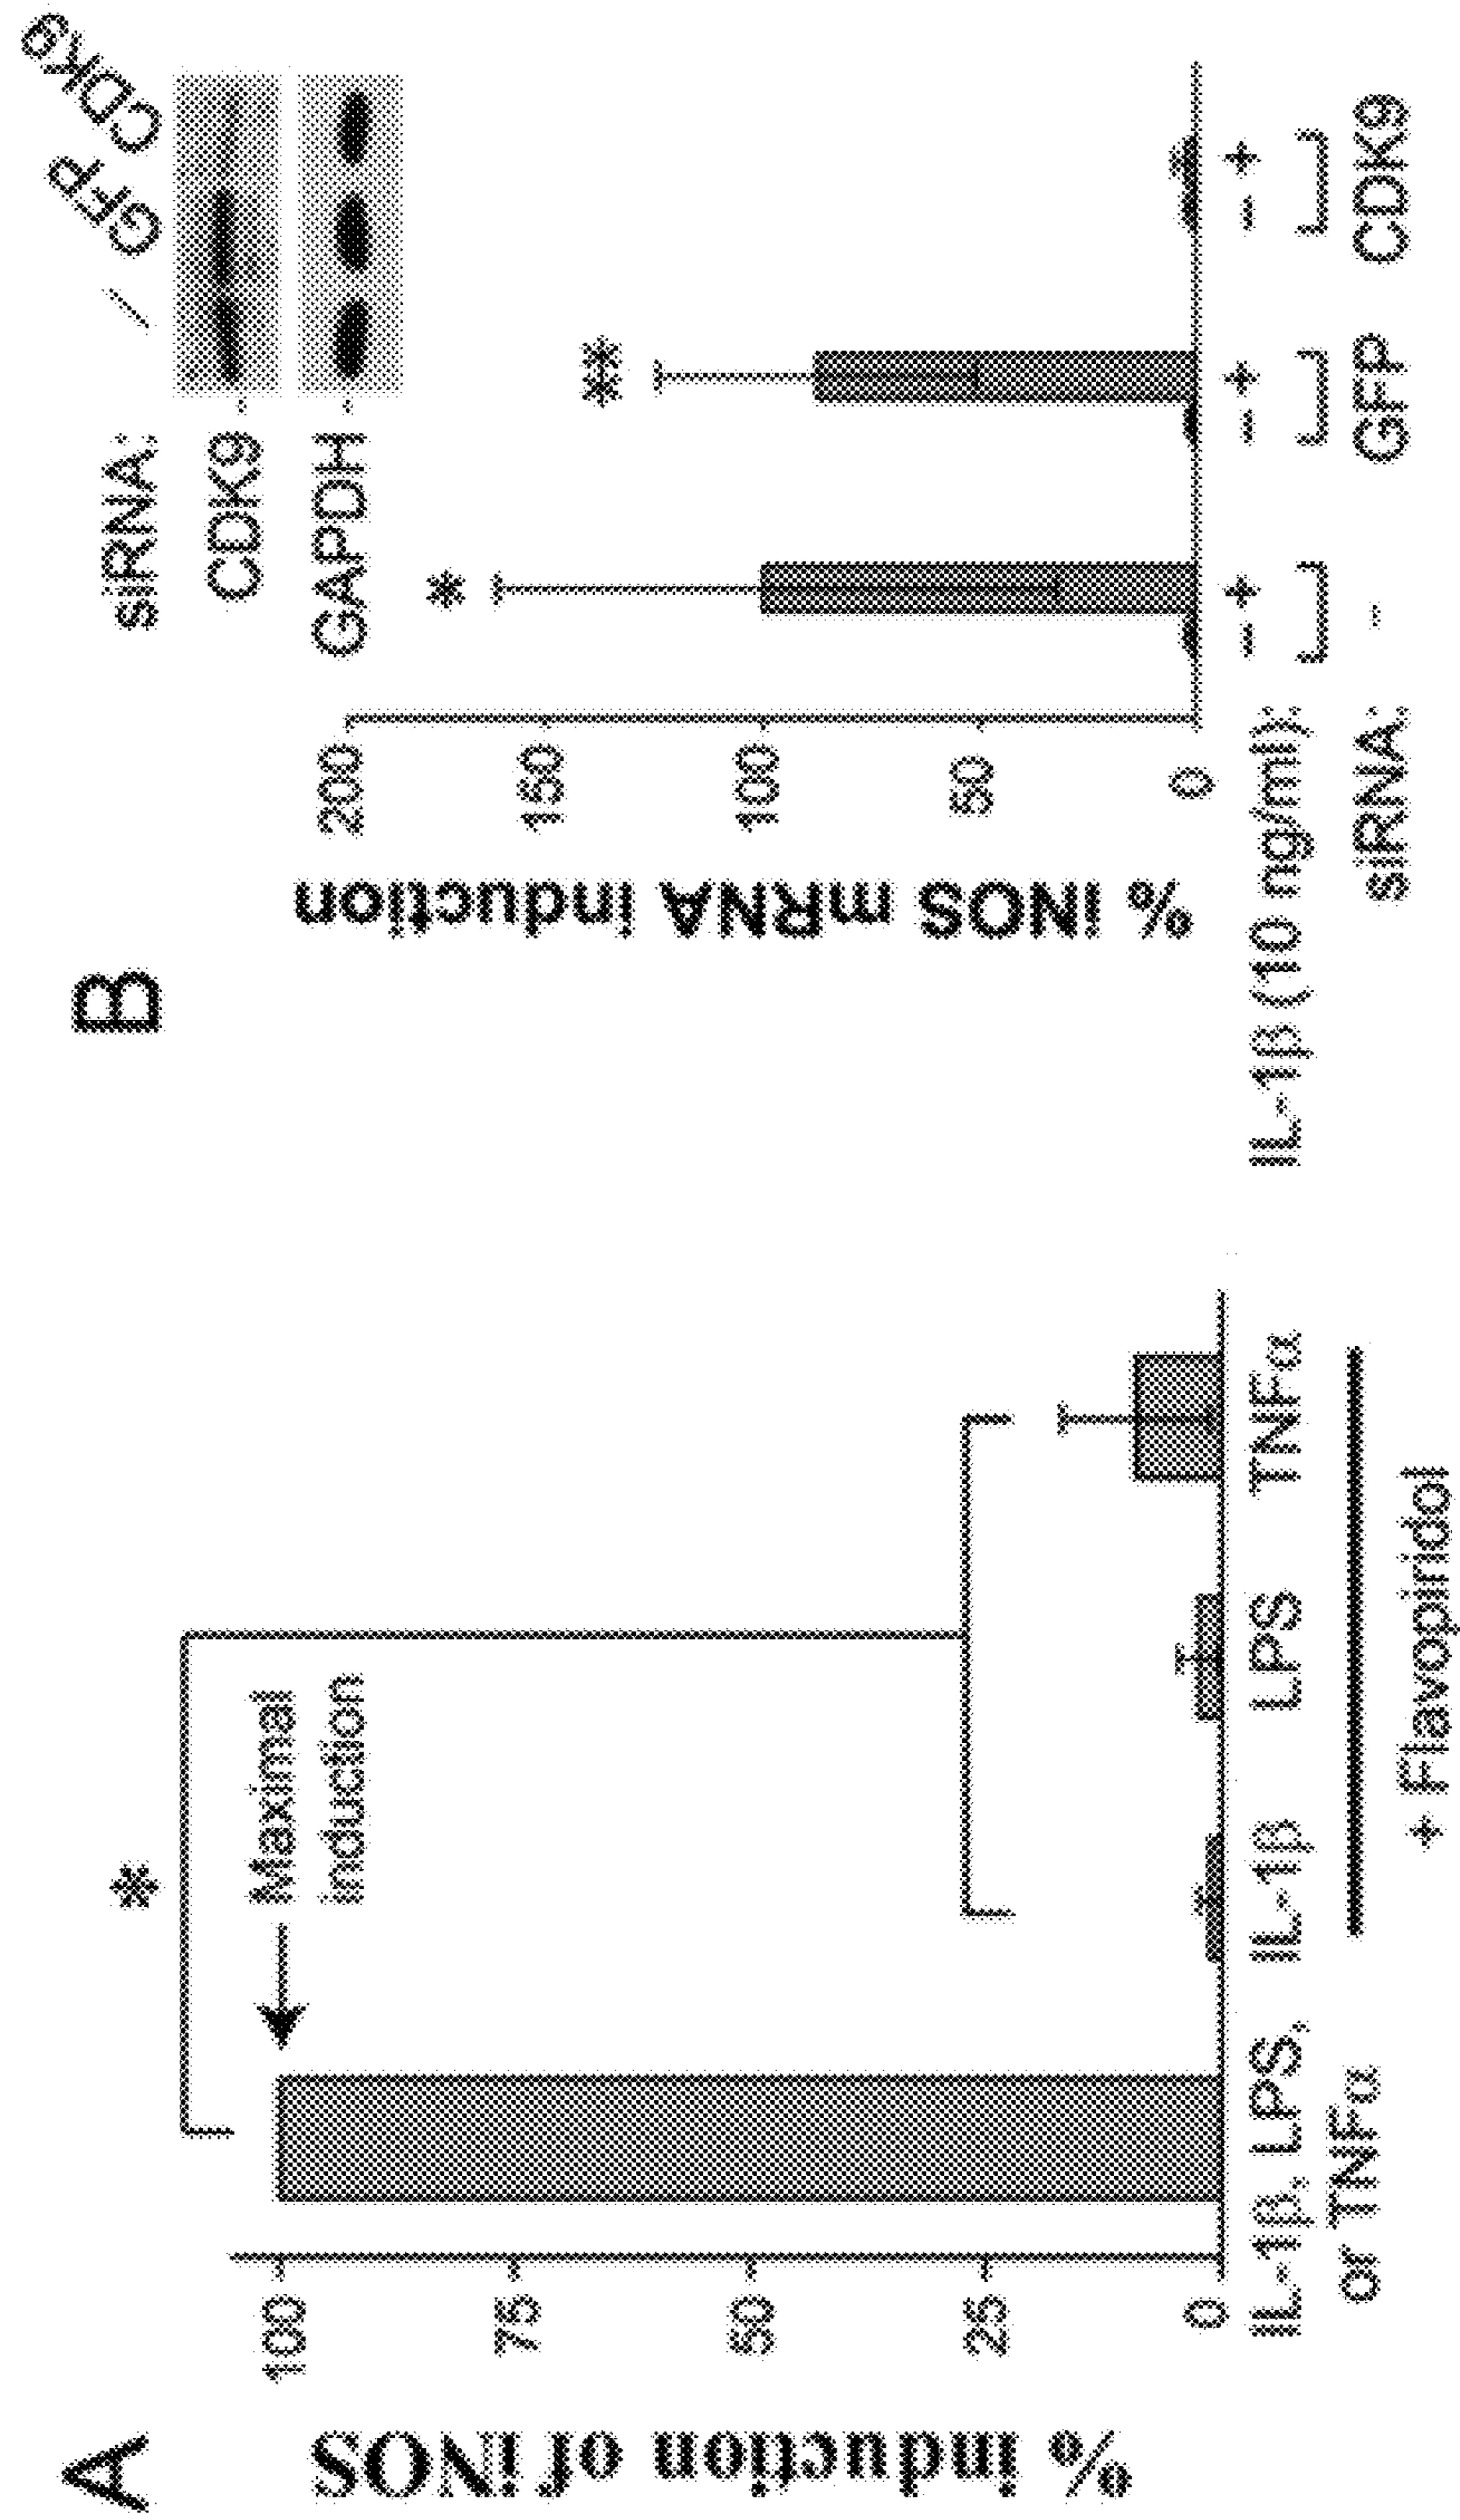 A
% induction of iNOS
100
75
50
25
0
*
Maximal
induction
IL-1β, LPS,
or TNFα
IL-1β
LPS
TNFα
+ Flavopiridol
B
siRNA:
/ GFP CDK9
CDK9 -
GAPDH -
% iNOS mRNA induction
200
150
100
50
0
*
**
IL-1β (10 ng/ml): - + - + - +
siRNA: - GFP CDK9